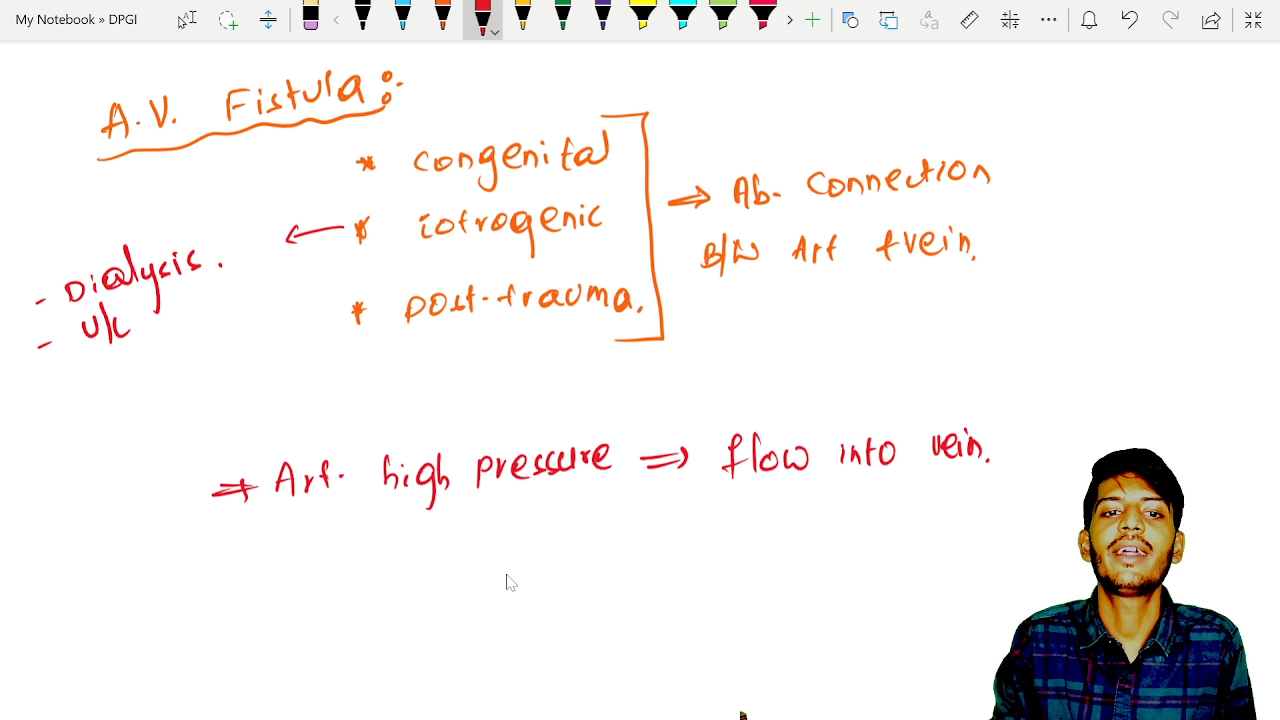 My Notebook » DPGI
A.V. Fistula :-
* congenital
* iotrogenic
* post-trauma.
⇒ Ab- connection
B/W Art +vein.
←
- Dialysis.
- U/C
⇒ Art. high pressure ⇒ flow into vein.